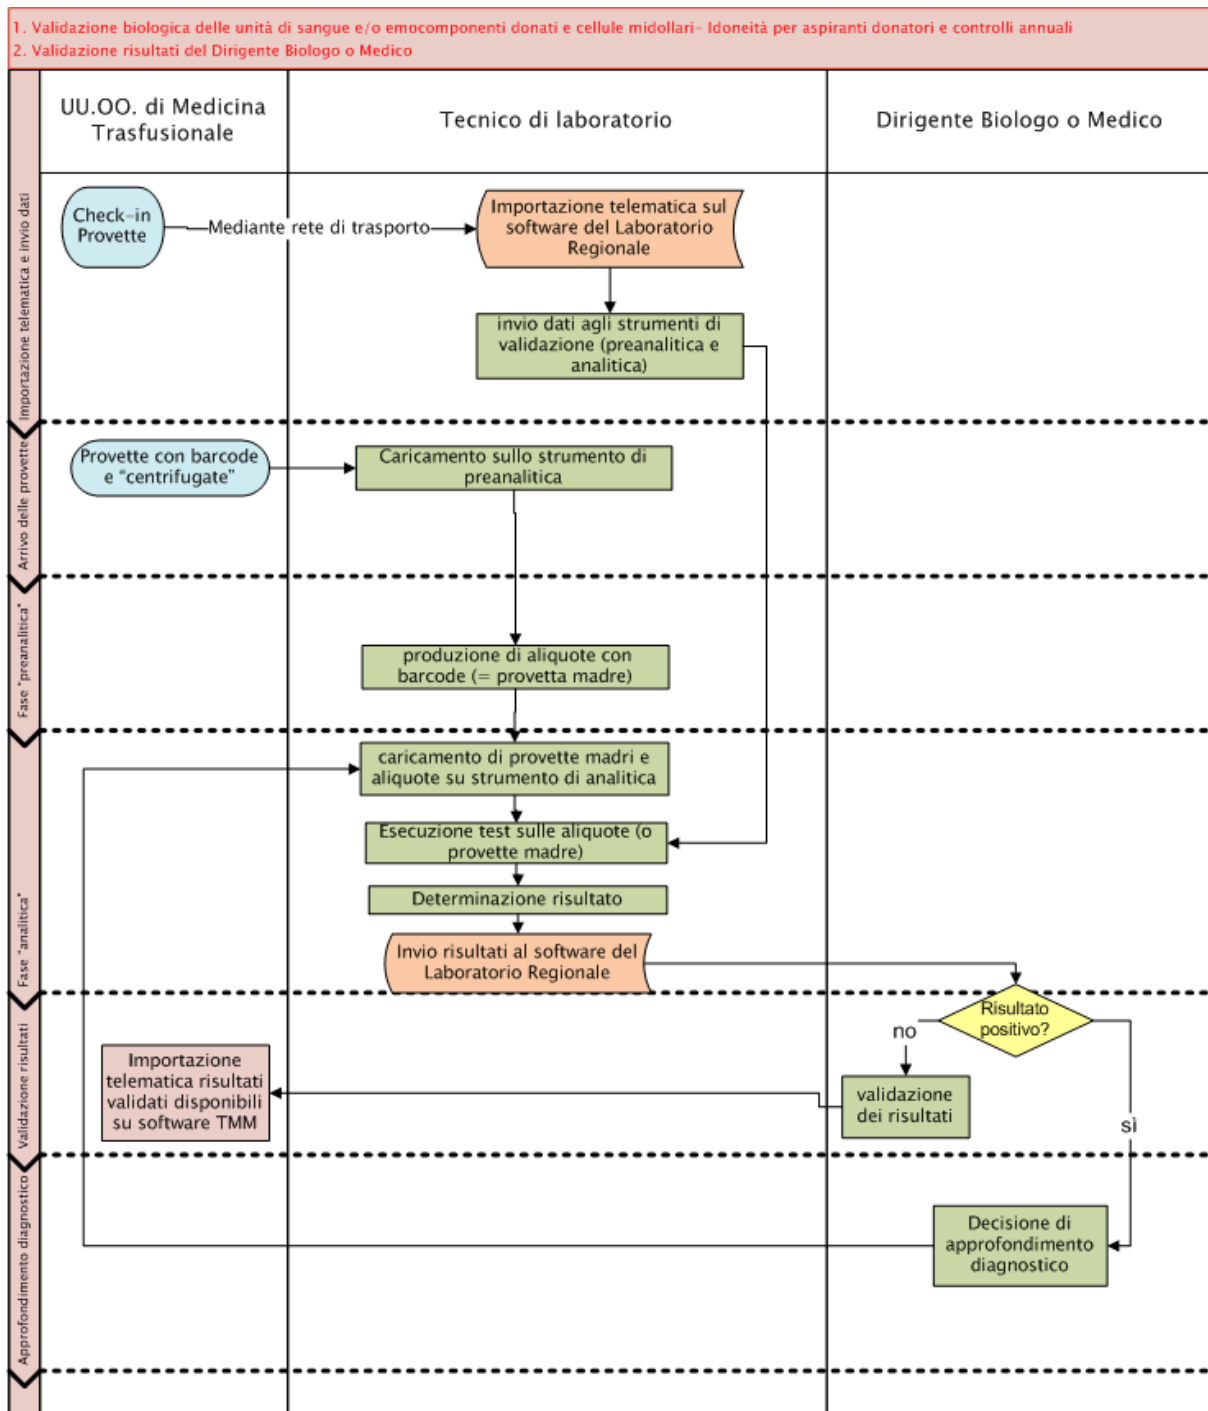 1. Validazione biologica delle unità di sangue e/o emocomponenti donati e cellule midollari- Idoneità per aspiranti donatori e controlli annuali
2. Validazione risultati del Dirigente Biologo o Medico
UU.OO. di Medicina
Trasfusionale
Tecnico di laboratorio
Dirigente Biologo o Medico
Importazione telematica e invio dati
Check-in
Provette
Mediante rete di trasporto
Importazione telematica sul
software del Laboratorio
Regionale
invio dati agli strumenti di
validazione (preanalitica e
analitica)
Arrivo delle provette
Provette con barcode
e "centrifugate"
Caricamento sullo strumento di
preanalitica
Fase "preanalitica"
produzione di aliquote con
barcode (= provetta madre)
Fase "analitica"
caricamento di provette madri e
aliquote su strumento di analitica
Esecuzione test sulle aliquote (o
provette madre)
Determinazione risultato
Invio risultati al software del
Laboratorio Regionale
Validazione risultati
Risultato
positivo?
no
sì
Importazione
telematica risultati
validati disponibili
su software TMM
validazione
dei risultati
Approfondimento diagnostico
Decisione di
approfondimento
diagnostico